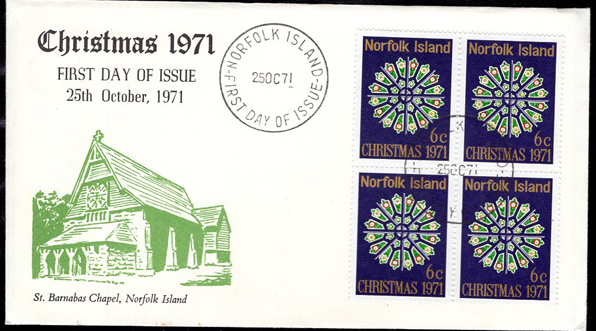 Christmas 1971
FIRST DAY OF ISSUE
25th October, 1971
St. Barnabas Chapel, Norfolk Island
NORFOLK ISLAND
25OC71
FIRST DAY OF ISSUE
Norfolk Island
6c
CHRISTMAS 1971
Norfolk Island
6c
CHRISTMAS 1971
25OC71
Norfolk Island
6c
CHRISTMAS 1971
Norfolk Island
6c
CHRISTMAS 1971